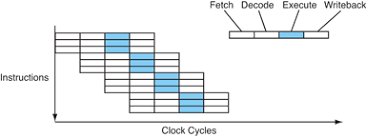 Fetch Decode Execute Writeback
Instructions
Clock Cycles